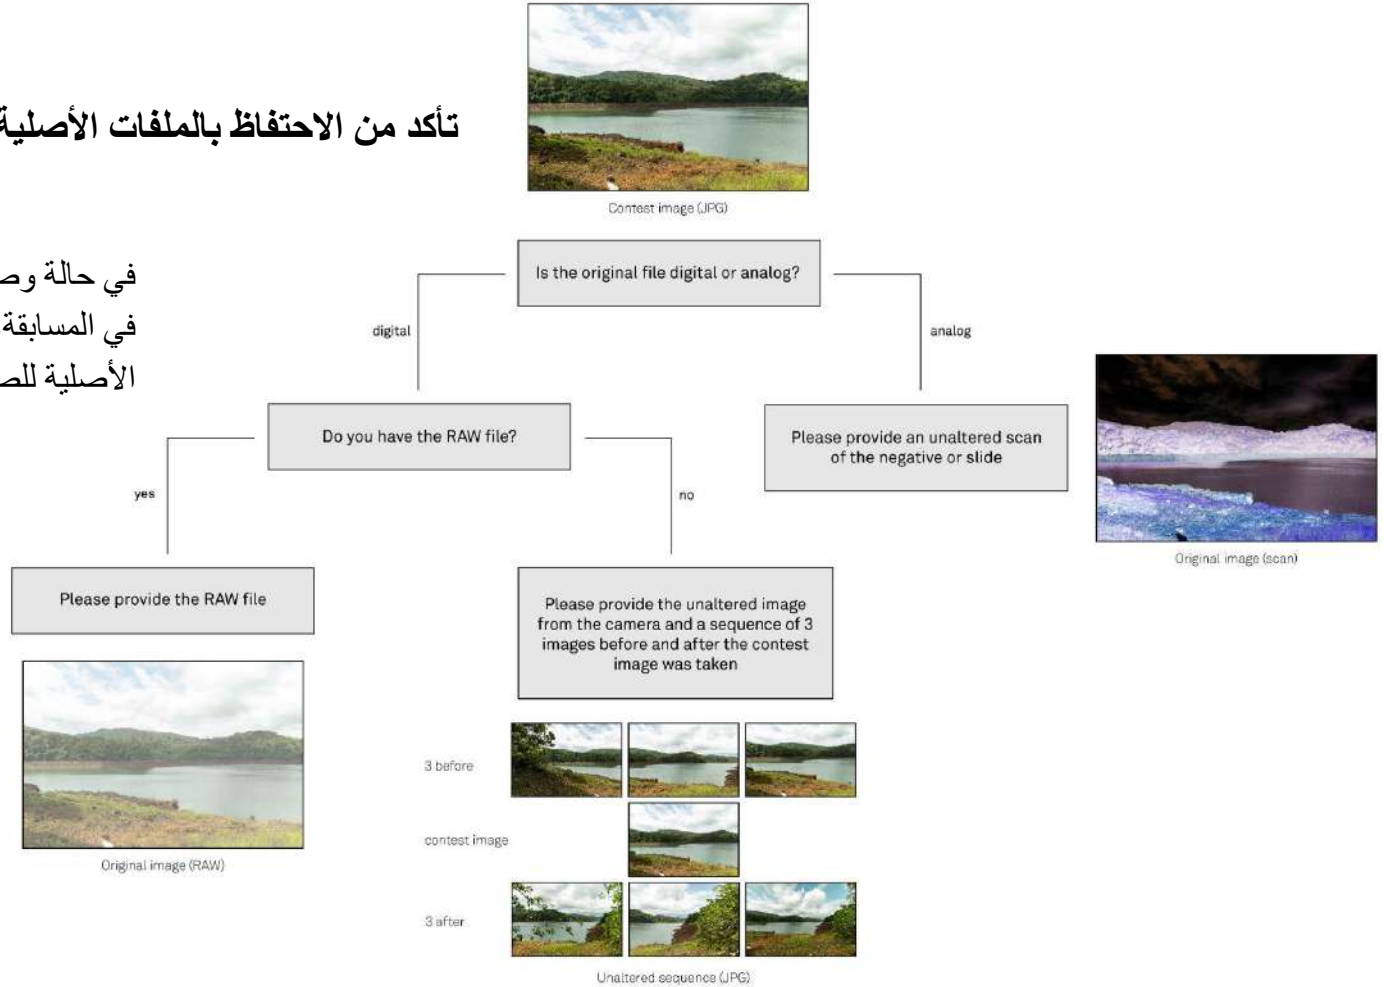 تأكد من الاحتفاظ بالملفات الأصلية
Contest image (JPG)
في حالة
في المسابقة
الأصلية
Is the original file digital or analog?
digital
analog
Do you have the RAW file?
Please provide an unaltered scan
of the negative or slide
Original image (scan)
yes
no
Please provide the RAW file
Original image (RAW)
Please provide the unaltered image
from the camera and a sequence of 3
images before and after the contest
image was taken
3 before
contest image
3 after
Unaltered sequence (JPG)